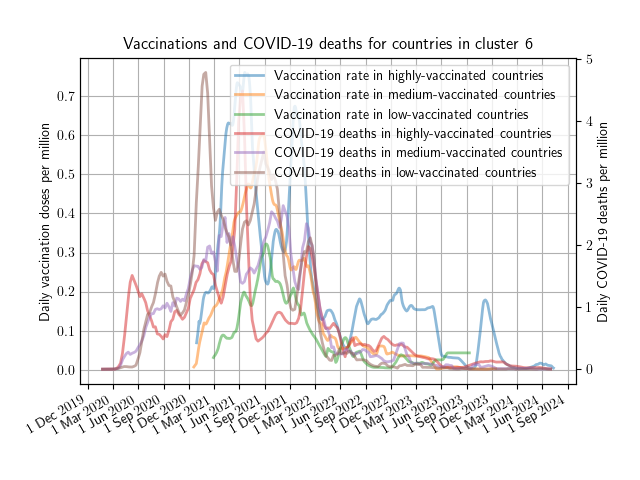 Vaccinations and COVID-19 deaths for countries in cluster 6
Vaccination rate in highly-vaccinated countries
Vaccination rate in medium-vaccinated countries
Vaccination rate in low-vaccinated countries
COVID-19 deaths in highly-vaccinated countries
COVID-19 deaths in medium-vaccinated countries
COVID-19 deaths in low-vaccinated countries
Daily vaccination doses per million
0.7
0.6
0.5
0.4
0.3
0.2
0.1
0.0
Daily COVID-19 deaths per million
5
4
3
2
1
0
1 Dec 2019
1 Mar 2020
1 Jun 2020
1 Sep 2020
1 Dec 2020
1 Mar 2021
1 Jun 2021
1 Sep 2021
1 Dec 2021
1 Mar 2022
1 Jun 2022
1 Sep 2022
1 Dec 2022
1 Mar 2023
1 Jun 2023
1 Sep 2023
1 Dec 2023
1 Mar 2024
1 Jun 2024
1 Sep 2024